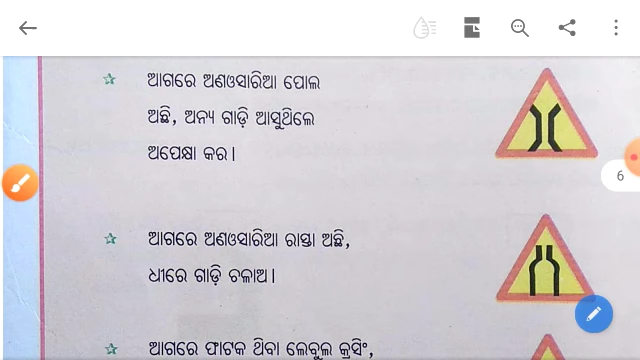 ଆଗରେ ଅଣଓସାରିଆ ପୋଲ
ଅଛି, ଅନ୍ୟ ଗାଡ଼ି ଆସୁଥିଲେ
ଅପେକ୍ଷା କର।
6
ଆଗରେ ଅଣଓସାରିଆ ରାସ୍ତା ଅଛି,
ଧୀରେ ଗାଡ଼ି ଚଳାଅ।
ଆଗରେ ଫାଟକ ଥିବା ଲେବୁଲ କ୍ରସିଂ,